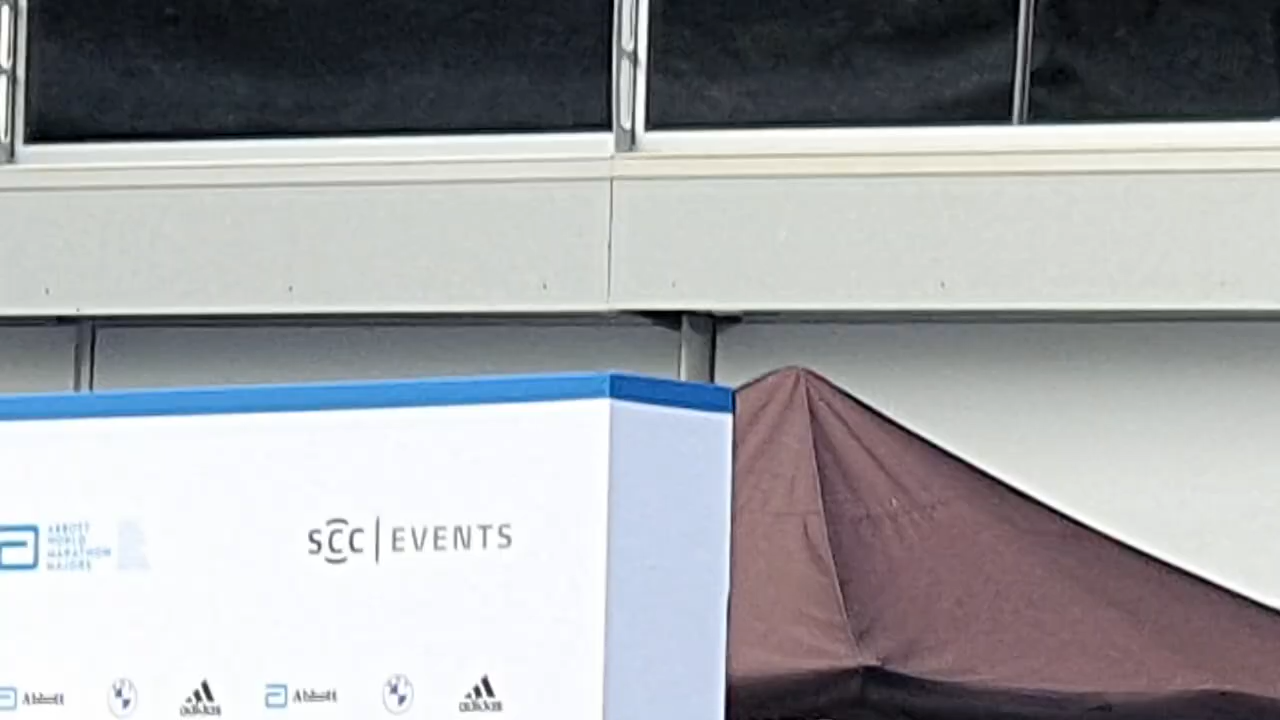 ABBOTT
WORLD
MARATHON
MAJORS
SCC | EVENTS
Abbott adidas Abbott adidas